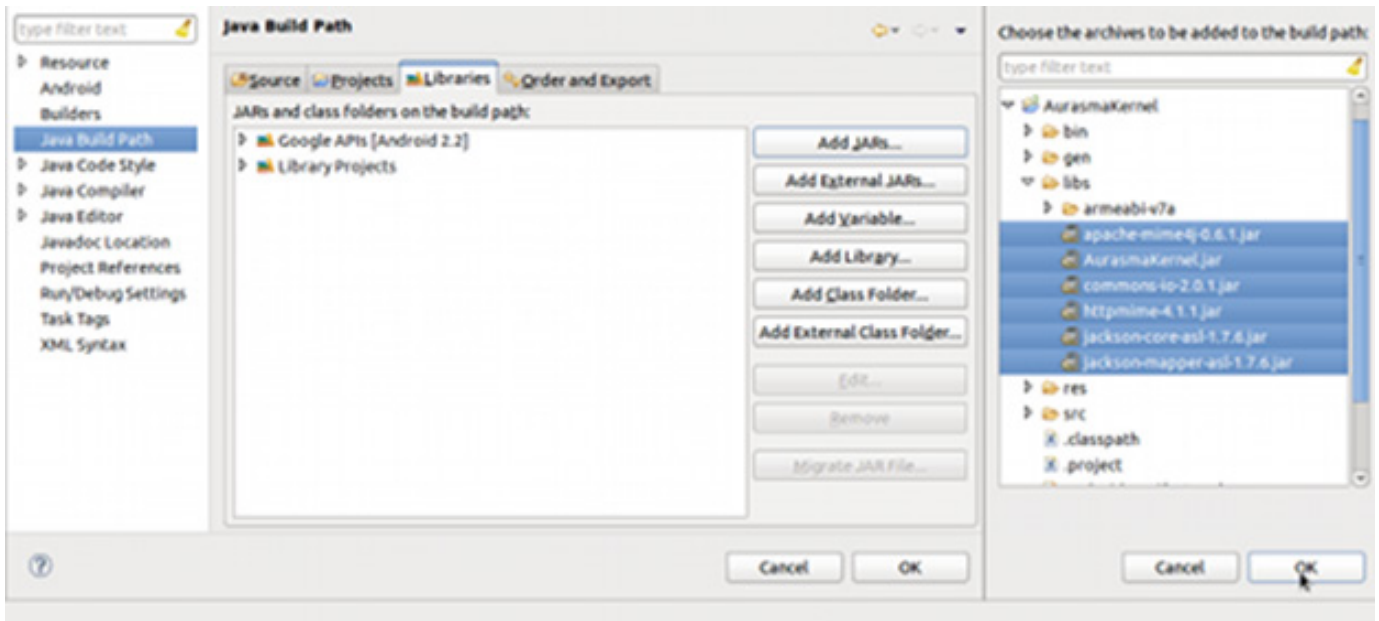 type filter text
Resource
Android
Builders
Java Build Path
Java Code Style
Java Compiler
Java Editor
Javadoc Location
Project References
Run/Debug Settings
Task Tags
XML Syntax
Java Build Path
Source
Projects
Libraries
Order and Export
JARs and class folders on the build path:
Google APIs [Android 2.2]
Library Projects
Add JARs...
Add External JARs...
Add Variable...
Add Library...
Add Class Folder...
Add External Class Folder...
Edit...
Remove
Migrate JAR File...
Cancel
OK
Choose the archives to be added to the build path:
type filter text
AurasmaKernel
bin
gen
libs
armeabi-v7a
apache-mime4j-0.6.1.jar
AurasmaKernel.jar
commons-io-2.0.1.jar
httpmime-4.1.1.jar
jackson-core-asl-1.7.6.jar
jackson-mapper-asl-1.7.6.jar
res
src
.classpath
.project
Cancel
OK